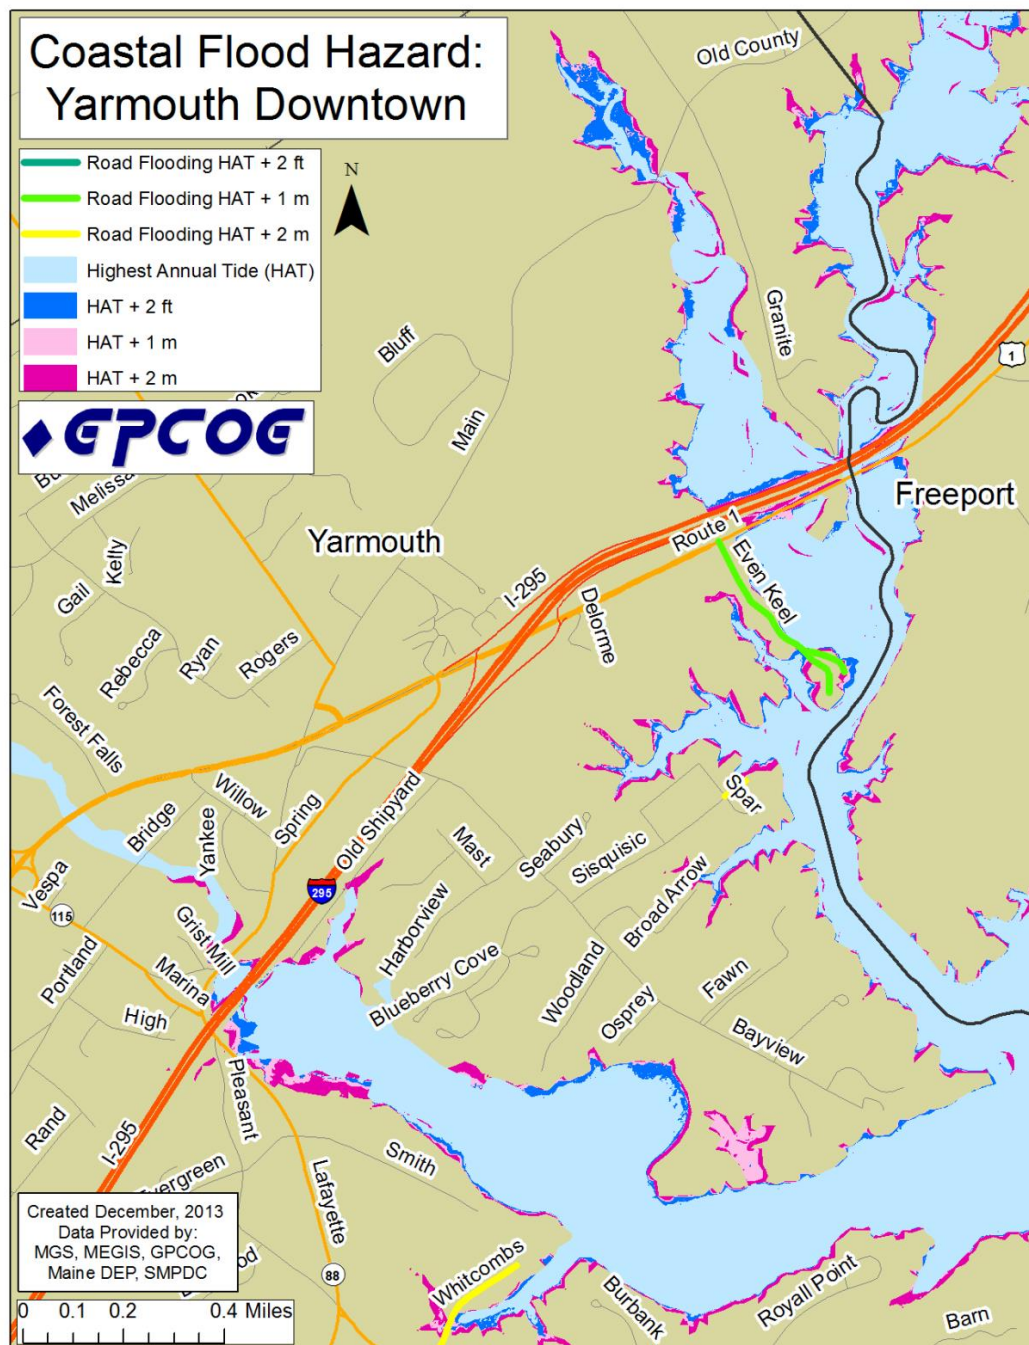 Coastal Flood Hazard:
Yarmouth Downtown
Road Flooding HAT + 2 ft
Road Flooding HAT + 1 m
Road Flooding HAT + 2 m
Highest Annual Tide (HAT)
HAT + 2 ft
HAT + 1 m
HAT + 2 m
N
GPCOG
Old County
Granite
Bluff
Main
1
Melissa
Freeport
Yarmouth
Route 1
Even Keel
Kelly
Gail
I-295
Delorme
Rebecca
Ryan
Rogers
Forest Falls
Willow
Spring
Old Shipyard
Spar
Bridge
Yankee
Mast
Seabury
Sisquisic
Vespa
295
115
Harborview
Broad Arrow
Grist Mill
Portland
Marina
High
Blueberry Cove
Woodland
Fawn
Osprey
Bayview
Pleasant
Rand
I-295
Smith
Lafayette
Created December, 2013
Data Provided by:
MGS, MEGIS, GPCOG,
Maine DEP, SMPDC
88
Whitcombs
Burbank
Royall Point
Barn
0 0.1 0.2 0.4 Miles